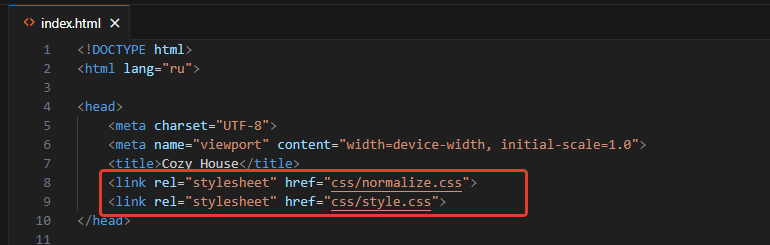 index.html
1 <!DOCTYPE html>
2 <html lang="ru">
3
4 <head>
5 <meta charset="UTF-8">
6 <meta name="viewport" content="width=device-width, initial-scale=1.0">
7 <title>Cozy House</title>
8 <link rel="stylesheet" href="css/normalize.css">
9 <link rel="stylesheet" href="css/style.css">
10 </head>
11